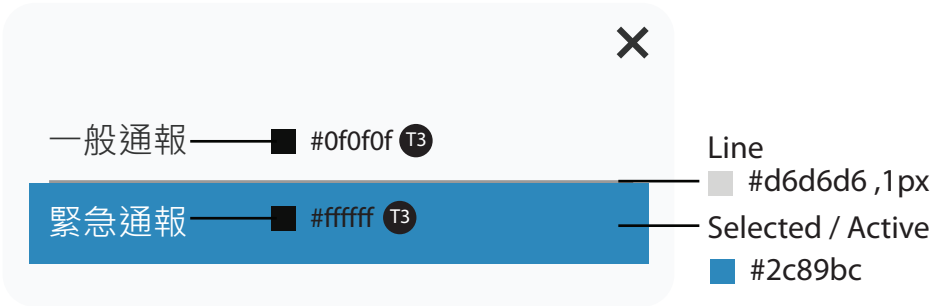 一般通報 #0f0f0f T3
Line
#d6d6d6 ,1px
緊急通報 #ffffff T3
Selected / Active
#2c89bc